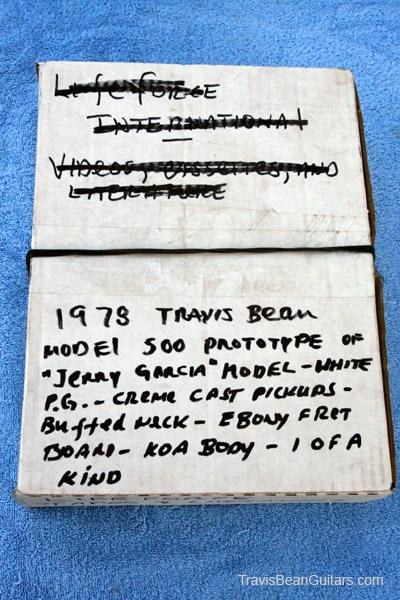 Life Force
International
Videos, Cassettes, and
Literature
1978 Travis Bean
Model 500 Prototype of
"Jerry Garcia" Model - White
P.G. - Creme Cast Pickups -
Buffed Neck - Ebony Fret
Board - Koa Body - 1 of a
Kind
TravisBeanGuitars.com